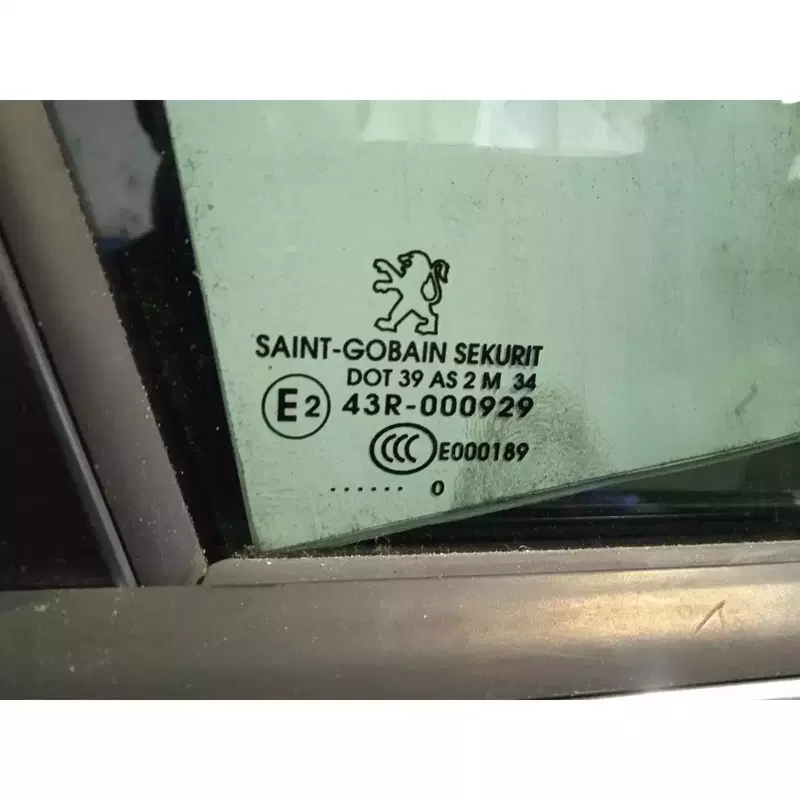 SAINT-GOBAIN SEKURIT
DOT 39 AS 2 M 34
E2 43R-000929
CCC E000189
...... 0